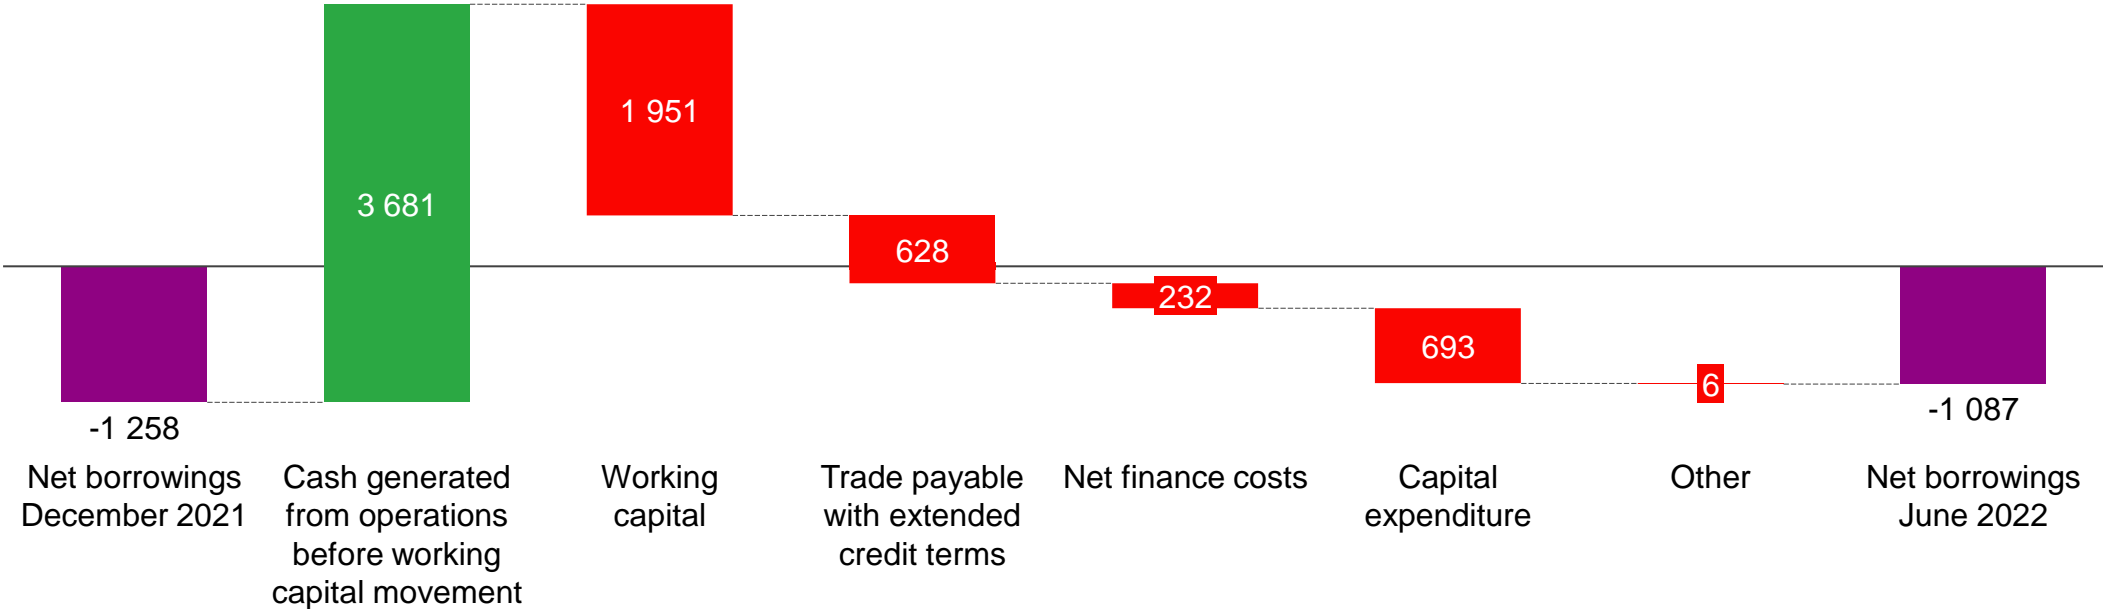 1 951
3 681
628
232
693
6
-1 258
-1 087
Net borrowings
December 2021
Cash generated
from operations
before working
capital movement
Working
capital
Trade payable
with extended
credit terms
Net finance costs
Capital
expenditure
Other
Net borrowings
June 2022